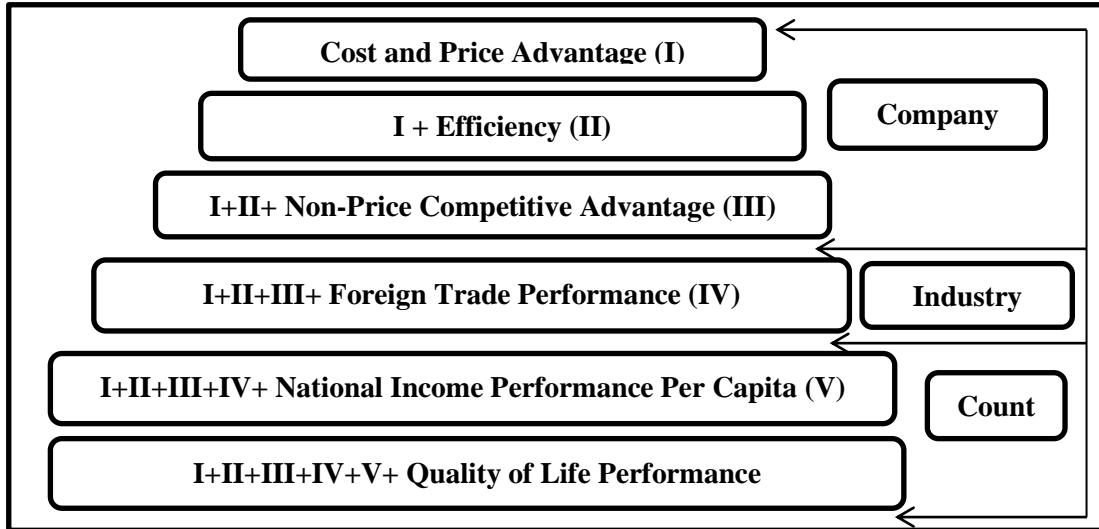 Cost and Price Advantage (I)
Company
I + Efficiency (II)
I+II+ Non-Price Competitive Advantage (III)
I+II+III+ Foreign Trade Performance (IV)
Industry
I+II+III+IV+ National Income Performance Per Capita (V)
Count
I+II+III+IV+V+ Quality of Life Performance